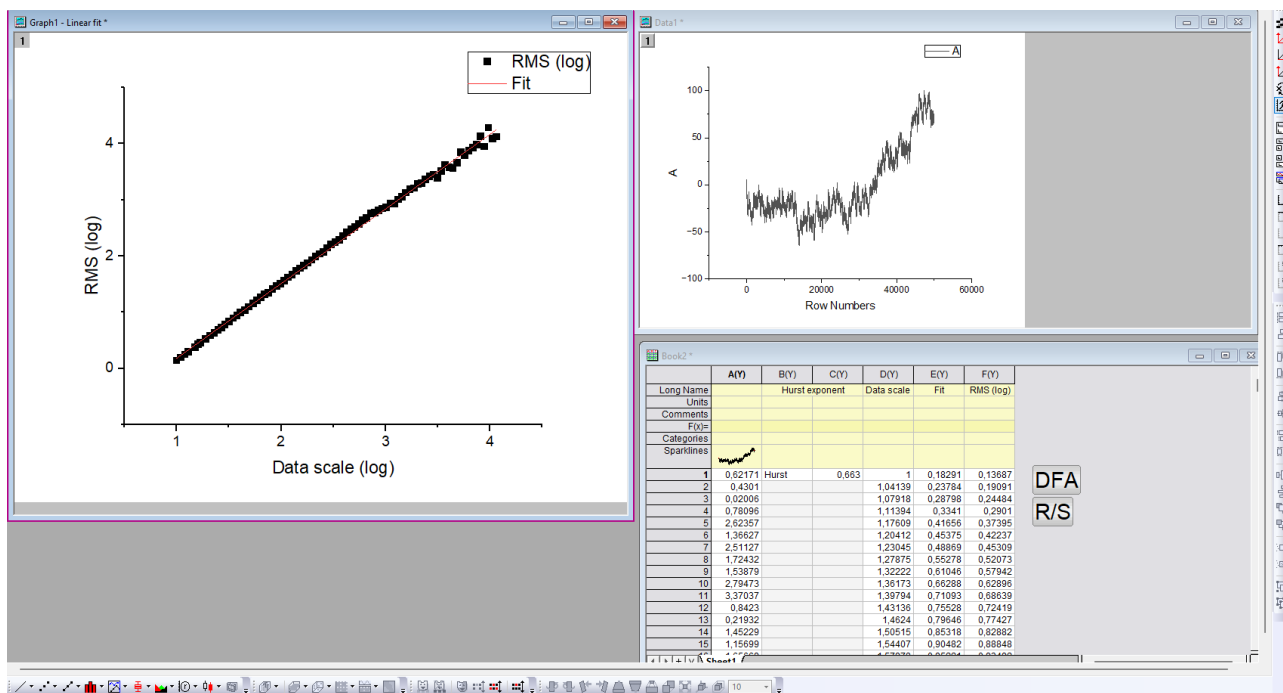 Graph1 - Linear fit *
1
RMS (log)
Fit
4
2
0
RMS (log)
1 2 3 4
Data scale (log)
Data1 *
1
A
100
50
0
−50
−100
A
0 20000 40000 60000
Row Numbers
Book2 *
A(Y) B(Y) C(Y) D(Y) E(Y) F(Y)
Long Name Hurst exponent Data scale Fit RMS (log)
Units
Comments
F(x)=
Categories
Sparklines
1 0,62171 Hurst 0,663 1 0,18291 0,13687
2 0,4301 1,04139 0,23784 0,19091
3 0,02006 1,07918 0,28798 0,24484
4 0,78096 1,11394 0,3341 0,2901
5 2,62357 1,17609 0,41656 0,37395
6 1,36627 1,20412 0,45375 0,42237
7 2,51127 1,23045 0,48869 0,45309
8 1,72432 1,27875 0,55278 0,52073
9 1,53879 1,32222 0,61046 0,57942
10 2,79473 1,36173 0,66288 0,62896
11 3,37037 1,39794 0,71093 0,68639
12 0,8423 1,43136 0,75528 0,72419
13 0,21932 1,4624 0,79646 0,77427
14 1,45229 1,50515 0,85318 0,82882
15 1,15699 1,54407 0,90482 0,88848
DFA
R/S
Sheet1
10